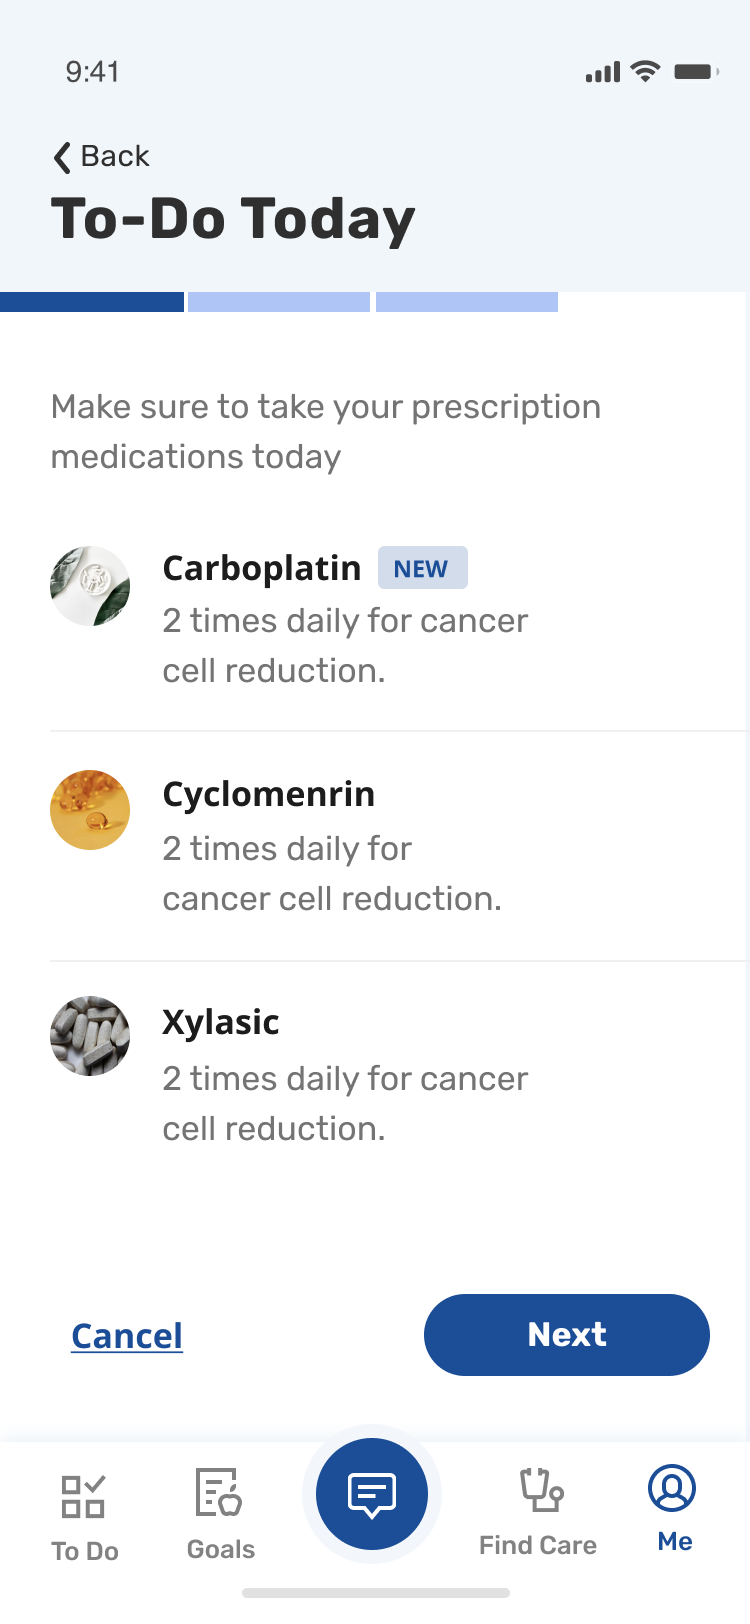 9:41
Back
To-Do Today
Make sure to take your prescription
medications today
Carboplatin NEW
2 times daily for cancer
cell reduction.
Cyclomenrin
2 times daily for
cancer cell reduction.
Xylasic
2 times daily for cancer
cell reduction.
Cancel Next
To Do Goals Find Care Me